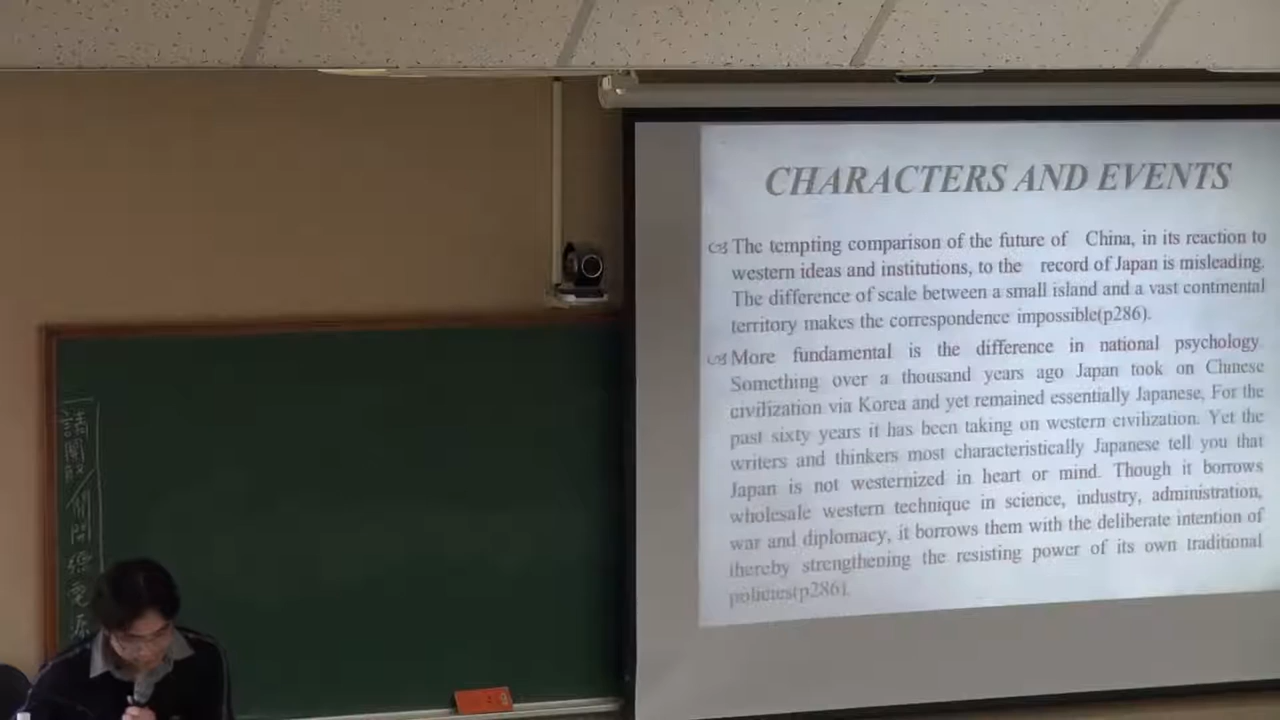 CHARACTERS AND EVENTS
The tempting comparison of the future of China, in its reaction to
western ideas and institutions, to the record of Japan is misleading.
The difference of scale between a small island and a vast continental
territory makes the correspondence impossible(p286).
More fundamental is the difference in national psychology.
Something over a thousand years ago Japan took on Chinese
civilization via Korea and yet remained essentially Japanese. For the
past sixty years it has been taking on western civilization. Yet the
writers and thinkers most characteristically Japanese tell you that
Japan is not westernized in heart or mind. Though it borrows
wholesale western technique in science, industry, administration,
war and diplomacy, it borrows them with the deliberate intention of
thereby strengthening the resisting power of its own traditional
policies(p286).
請關
電源